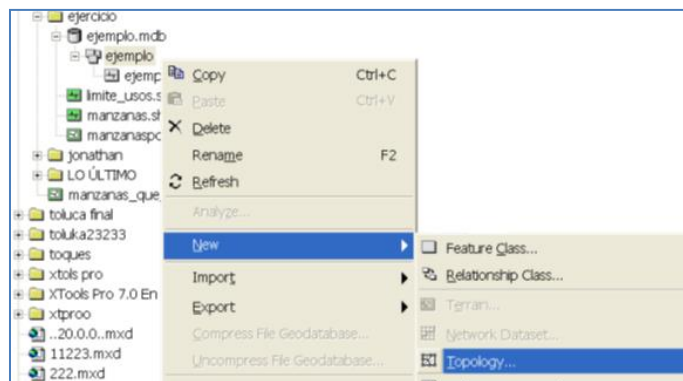 ejercicio
ejemplo.mdb
ejemplo
ejemp
limite_usos.s
manzanas.sh
manzanaspo
jonathan
LO ÚLTIMO
manzanas_que_
toluca final
toluka23233
toques
xtols pro
XTools Pro 7.0 En
xtproo
..20.0.0..mxd
11223.mxd
222.mxd
Copy Ctrl+C
Paste Ctrl+V
Delete
Rename F2
Refresh
Analyze...
New
Import
Export
Compress File Geodatabase...
Uncompress File Geodatabase...
Feature Class...
Relationship Class...
Terrain...
Network Dataset...
Topology...